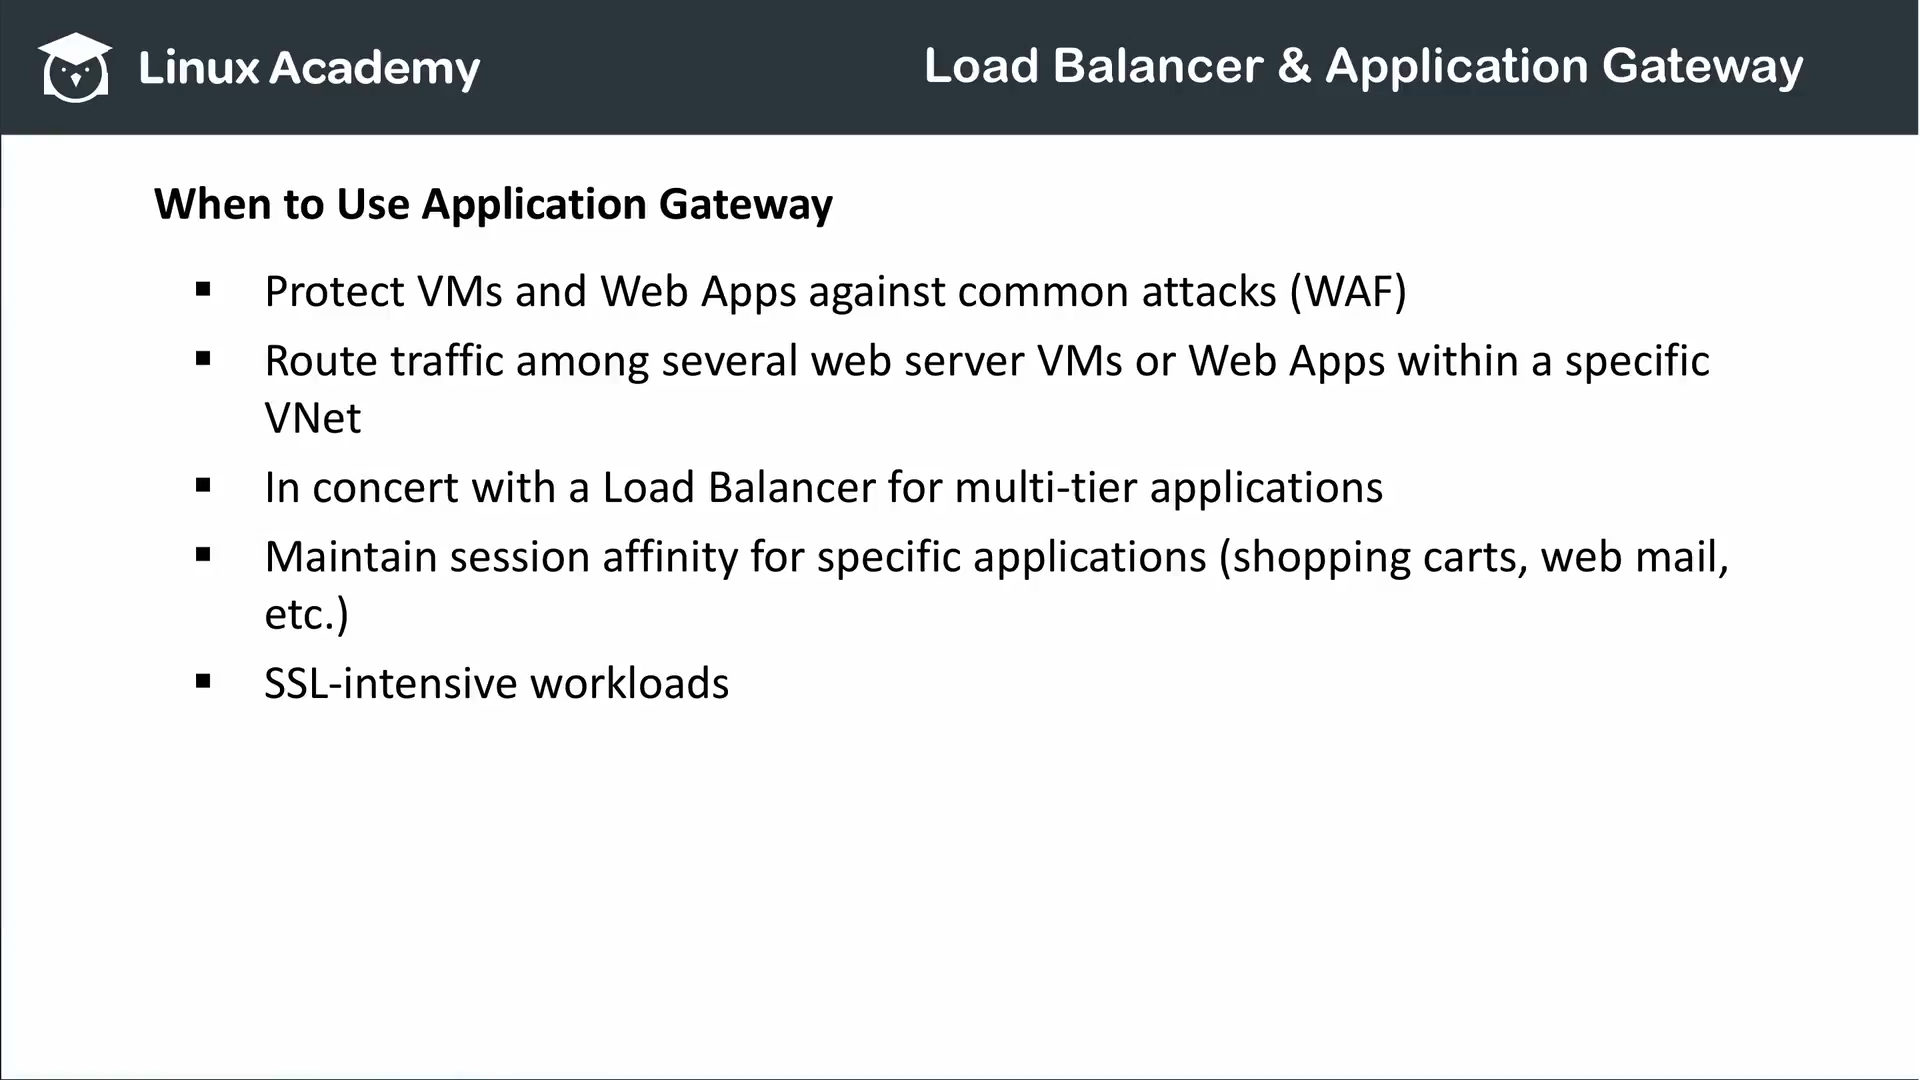 Linux Academy
Load Balancer & Application Gateway
When to Use Application Gateway
▪ Protect VMs and Web Apps against common attacks (WAF)
▪ Route traffic among several web server VMs or Web Apps within a specific
VNet
▪ In concert with a Load Balancer for multi-tier applications
▪ Maintain session affinity for specific applications (shopping carts, web mail,
etc.)
▪ SSL-intensive workloads